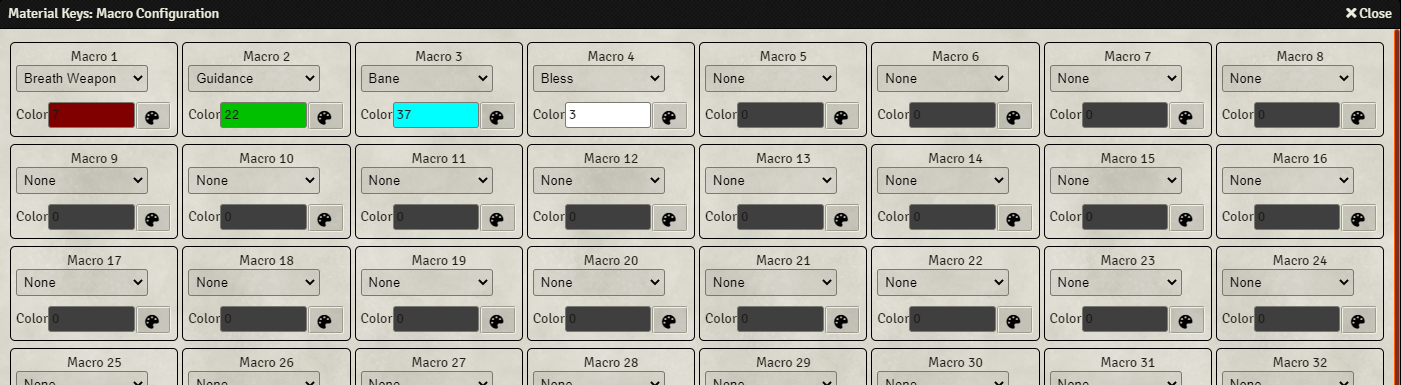 Material Keys: Macro Configuration Close
Macro 1 Macro 2 Macro 3 Macro 4 Macro 5 Macro 6 Macro 7 Macro 8
Breath Weapon Guidance Bane Bless None None None None
Color 7 Color 22 Color 37 Color 3 Color 0 Color 0 Color 0 Color 0
Macro 9 Macro 10 Macro 11 Macro 12 Macro 13 Macro 14 Macro 15 Macro 16
None None None None None None None None
Color 0 Color 0 Color 0 Color 0 Color 0 Color 0 Color 0 Color 0
Macro 17 Macro 18 Macro 19 Macro 20 Macro 21 Macro 22 Macro 23 Macro 24
None None None None None None None None
Color 0 Color 0 Color 0 Color 0 Color 0 Color 0 Color 0 Color 0
Macro 25 Macro 26 Macro 27 Macro 28 Macro 29 Macro 30 Macro 31 Macro 32
None None None None None None None None